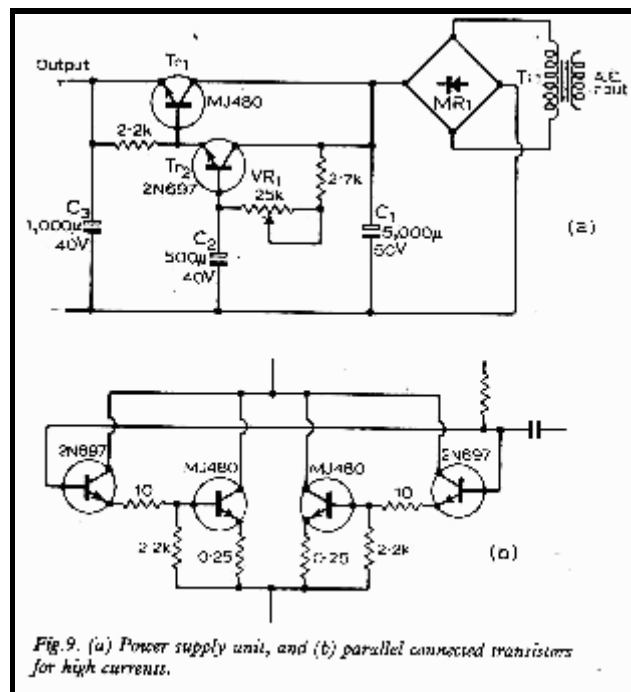 Output
Tr1
MJ480
2·2k
Tr2
2N697
VR1
25k
2·7k
MR1
C3
1,000μ
40V
C2
500μ
40V
C1
5,000μ
50V
2N697
MJ480
MJ480
2N697
10
10
2·2k
0·25
0·25
2·2k
Fig.9. (a) Power supply unit, and (b) parallel connected transistors
for high currents.